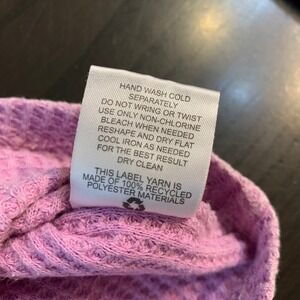 HAND WASH COLD
SEPARATELY
DO NOT WRING OR TWIST
USE ONLY NON-CHLORINE
BLEACH WHEN NEEDED
RESHAPE AND DRY FLAT
COOL IRON AS NEEDED
FOR THE BEST RESULT
DRY CLEAN
THIS LABEL YARN IS
MADE OF 100% RECYCLED
POLYESTER MATERIALS